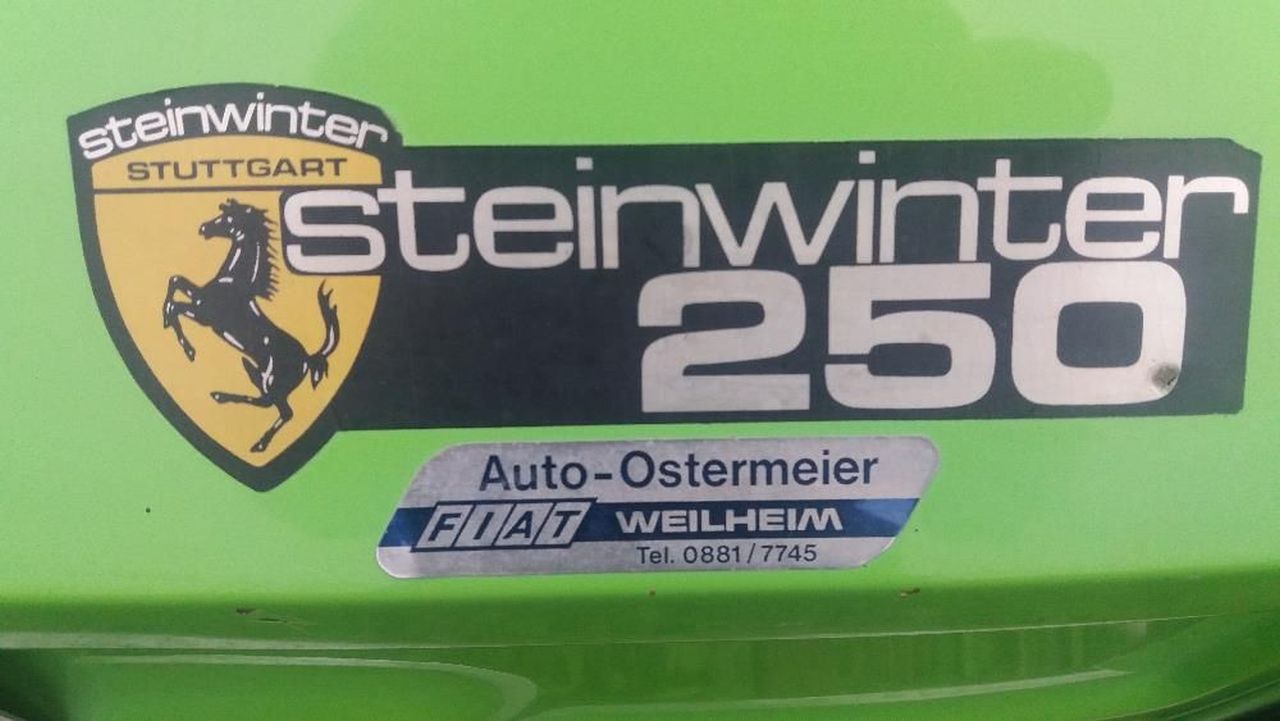 steinwinter
STUTTGART
steinwinter
250
Auto-Ostermeier
FIAT WEILHEIM
Tel. 0881/7745